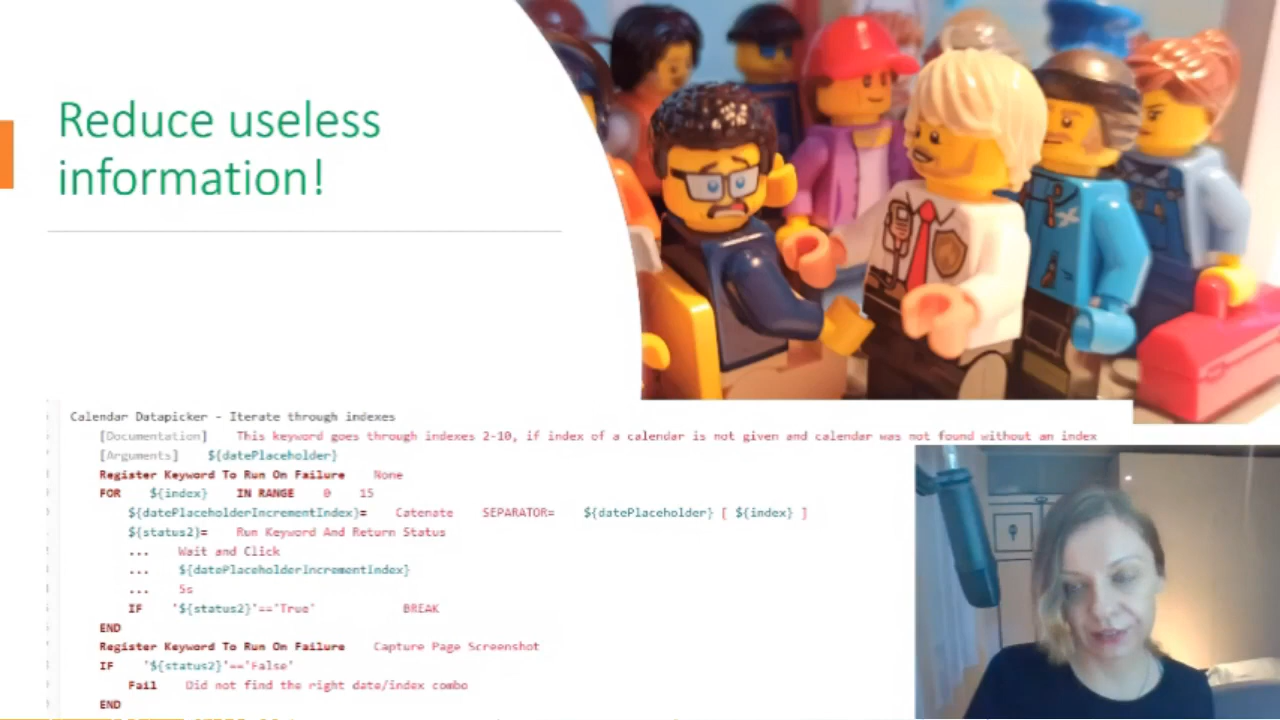 Reduce useless
information!
Calendar Datapicker - Iterate through indexes
[Documentation] This keyword goes through indexes 2-10, if index of a calendar is not given and calendar was not found without an index
[Arguments] ${datePlaceholder}
Register Keyword To Run On Failure None
FOR ${index} IN RANGE 0 15
${datePlaceholderIncrementIndex}= Catenate SEPARATOR= ${datePlaceholder} [ ${index} ]
${status2}= Run Keyword And Return Status
... Wait and Click
... ${datePlaceholderIncrementIndex}
... 5s
IF '${status2}'=='True' BREAK
END
Register Keyword To Run On Failure Capture Page Screenshot
IF '${status2}'=='False'
Fail Did not find the right date/index combo
END